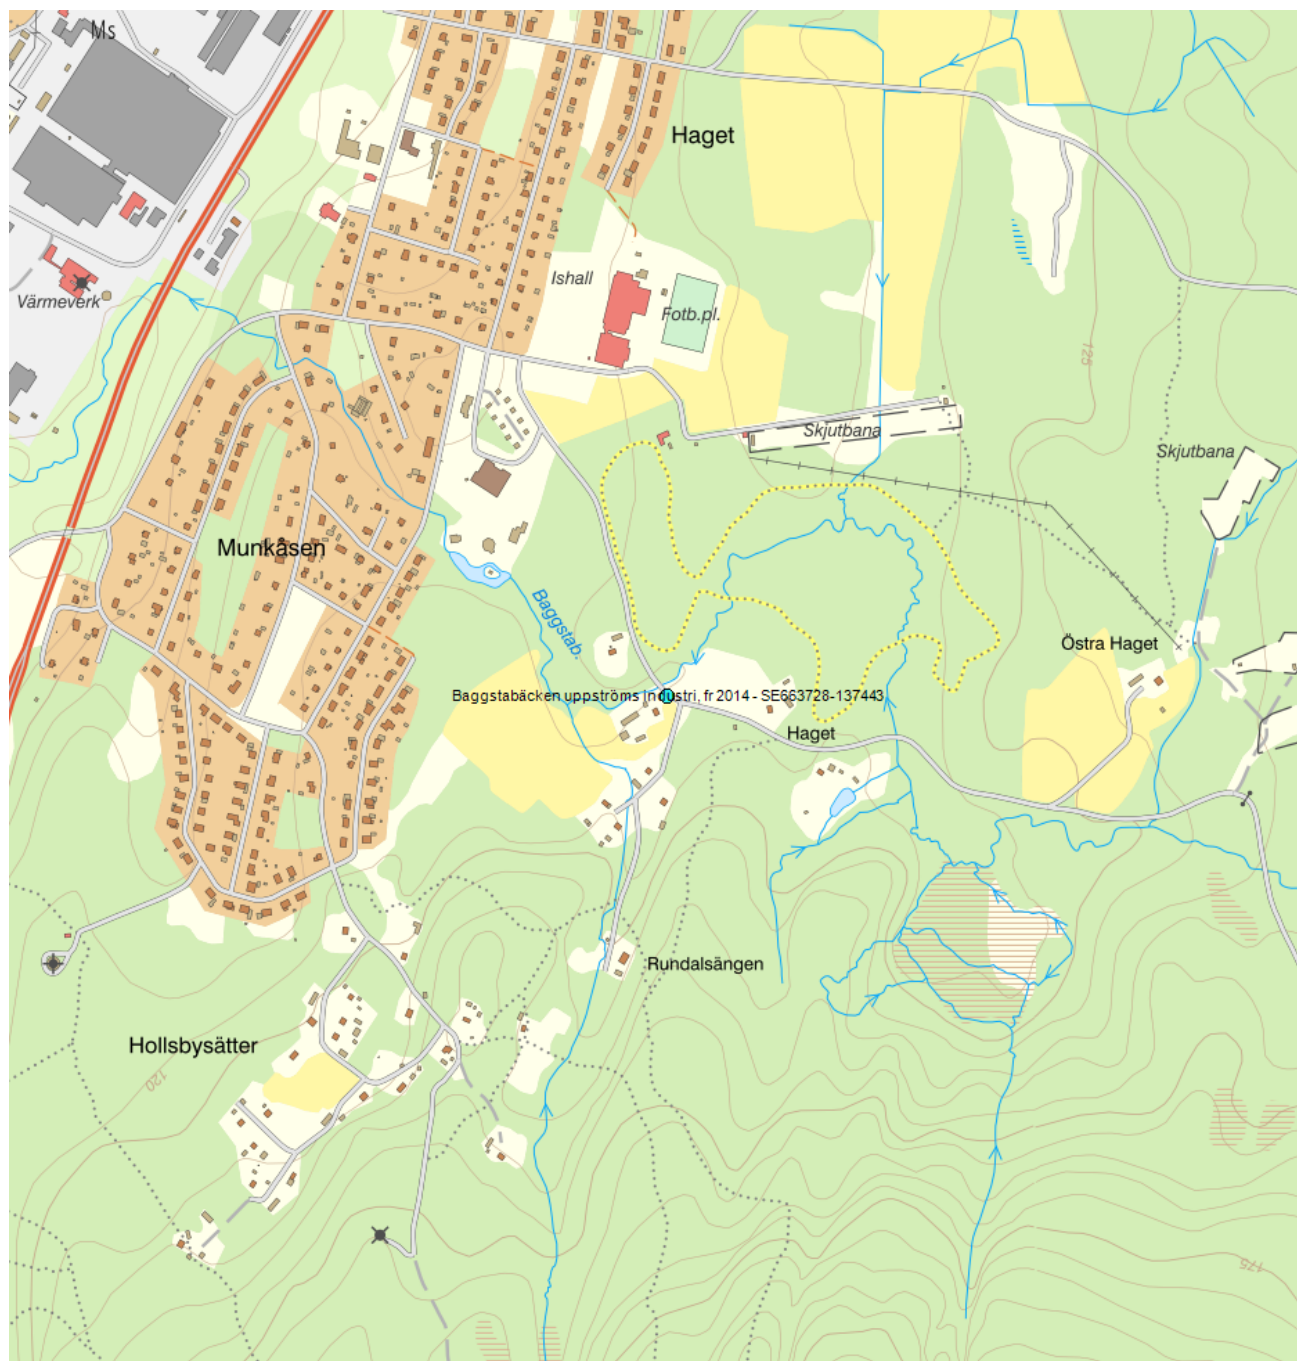 Ms
Haget
Ishall
Fotb.pl.
Värmeverk
125
Skjutbana
Skjutbana
Munkåsen
Baggstab.
Östra Haget
Baggstabäcken uppströms industri, fr 2014 - SE663728-137443
Haget
Rundalsängen
Hollsbysätter
120
175